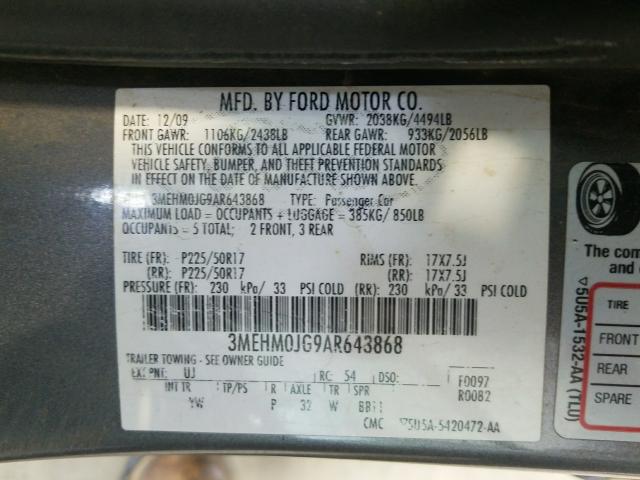 MFD. BY FORD MOTOR CO.
DATE: 12/09 GVWR: 2038KG/4494LB
FRONT GAWR: 1106KG/2438LB REAR GAWR: 933KG/2056LB
THIS VEHICLE CONFORMS TO ALL APPLICABLE FEDERAL MOTOR
VEHICLE SAFETY, BUMPER, AND THEFT PREVENTION STANDARDS
IN EFFECT ON THE DATE OF MANUFACTURE SHOWN ABOVE.
3MEHM0JG9AR643868 TYPE: Passenger Car
MAXIMUM LOAD = OCCUPANTS + LUGGAGE = 385KG/850LB
OCCUPANTS = 5 TOTAL; 2 FRONT, 3 REAR
TIRE (FR): P225/50R17 RIMS (FR): 17X7.5J
(RR): P225/50R17 (RR): 17X7.5J
PRESSURE (FR): 230 kPa/ 33 PSI COLD (RR): 230 kPa/ 33 PSI COLD
3MEHM0JG9AR643868
TRAILER TOWING - SEE OWNER GUIDE
EXT PNT: UJ RC: 54 DSO: F0097
R0082
INT TR TP/PS R AXLE TR SPR
YW P 32 W BB11
CMC 5U5A-5420472-AA
The com
and
▽5U5A-1532-AA (TLU)
TIRE
FRONT
REAR
SPARE